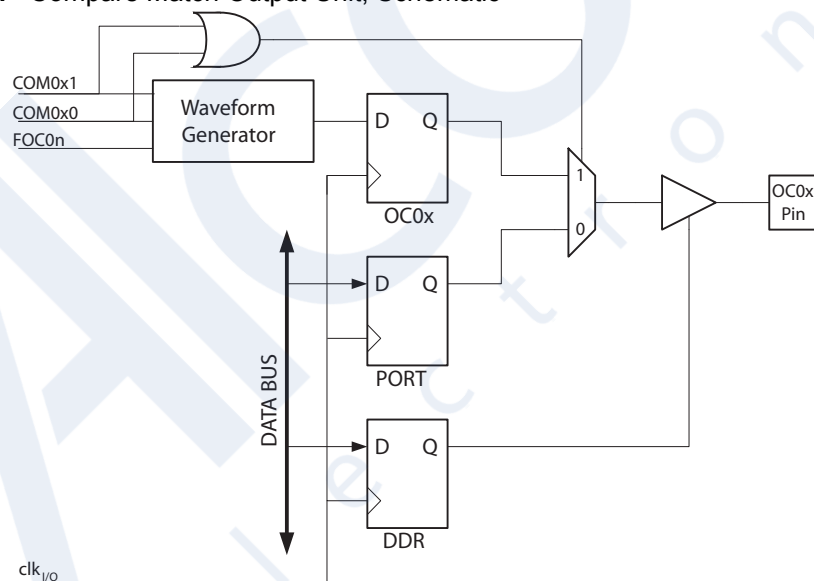 Compare Match Output Unit, Schematic
COM0x1
COM0x0
FOC0n
Waveform
Generator
D Q
OC0x
1
0
OC0x
Pin
D Q
PORT
DATA BUS
D Q
DDR
clkI/O